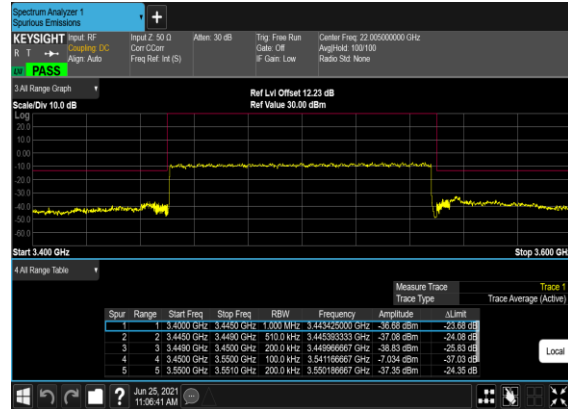 Spectrum Analyzer 1
Spurious Emissions
KEYSIGHT Input: RF Input Z: 50 Ω Atten: 30 dB Trig: Free Run Center Freq: 22.005000000 GHz
R T Coupling: DC Corr CCorr Gate: Off Avg|Hold: 100/100
Align: Auto Freq Ref: Int (S) IF Gain: Low Radio Std: None
PASS
3 All Range Graph Ref Lvl Offset 12.23 dB
Scale/Div 10.0 dB Ref Value 30.00 dBm
Log
20.0
10.0
0.00
-10.0
-20.0
-30.0
-40.0
-50.0
-60.0
Start 3.400 GHz Stop 3.600 GH
4 All Range Table
Measure Trace Trace 1
Trace Type Trace Average (Active)
Spur Range Start Freq Stop Freq RBW Frequency Amplitude ΔLimit
1 1 3.4000 GHz 3.4450 GHz 1.000 MHz 3.443425000 GHz -36.68 dBm -23.68 dB
2 2 3.4450 GHz 3.4490 GHz 510.0 kHz 3.445393333 GHz -37.08 dBm -24.08 dB
3 3 3.4490 GHz 3.4500 GHz 200.0 kHz 3.449966667 GHz -38.83 dBm -25.83 dB
4 4 3.4500 GHz 3.5500 GHz 100.0 kHz 3.541166667 GHz -7.034 dBm -37.03 dB
5 5 3.5500 GHz 3.5510 GHz 200.0 kHz 3.550186667 GHz -37.35 dBm -24.35 dB
Local
Jun 25, 2021
11:06:41 AM